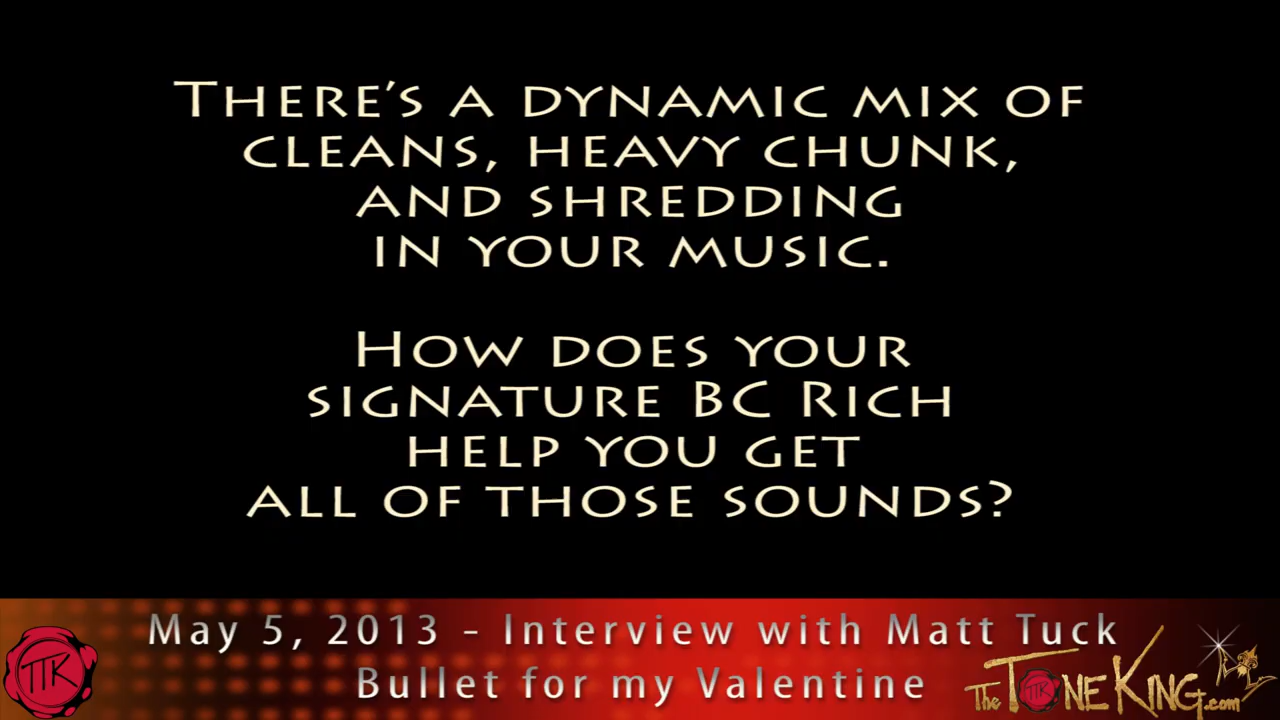 There's a dynamic mix of
cleans, heavy chunk,
and shredding
in your music.
How does your
signature BC Rich
help you get
all of those sounds?
May 5, 2013 - Interview with Matt Tuck
Bullet for my Valentine
TTK
The ToneKing.com